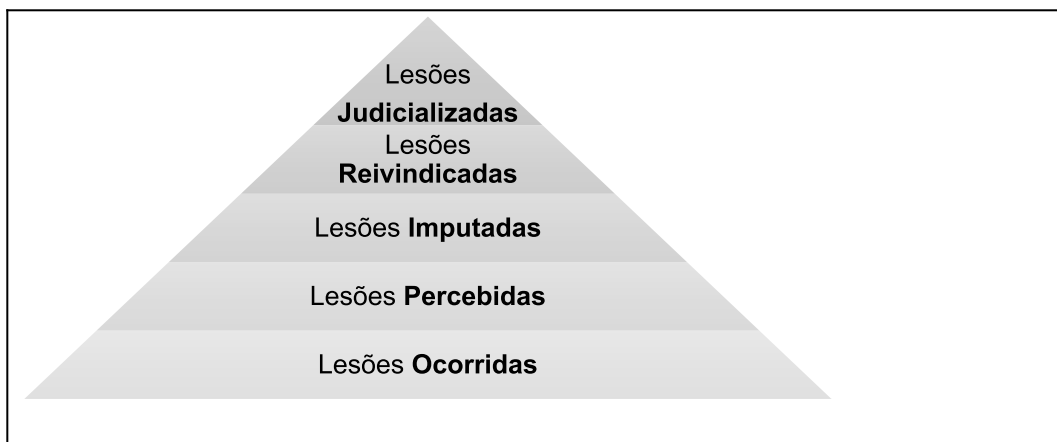 Lesões
Judicializadas
Lesões
Reivindicadas
Lesões Imputadas
Lesões Percebidas
Lesões Ocorridas